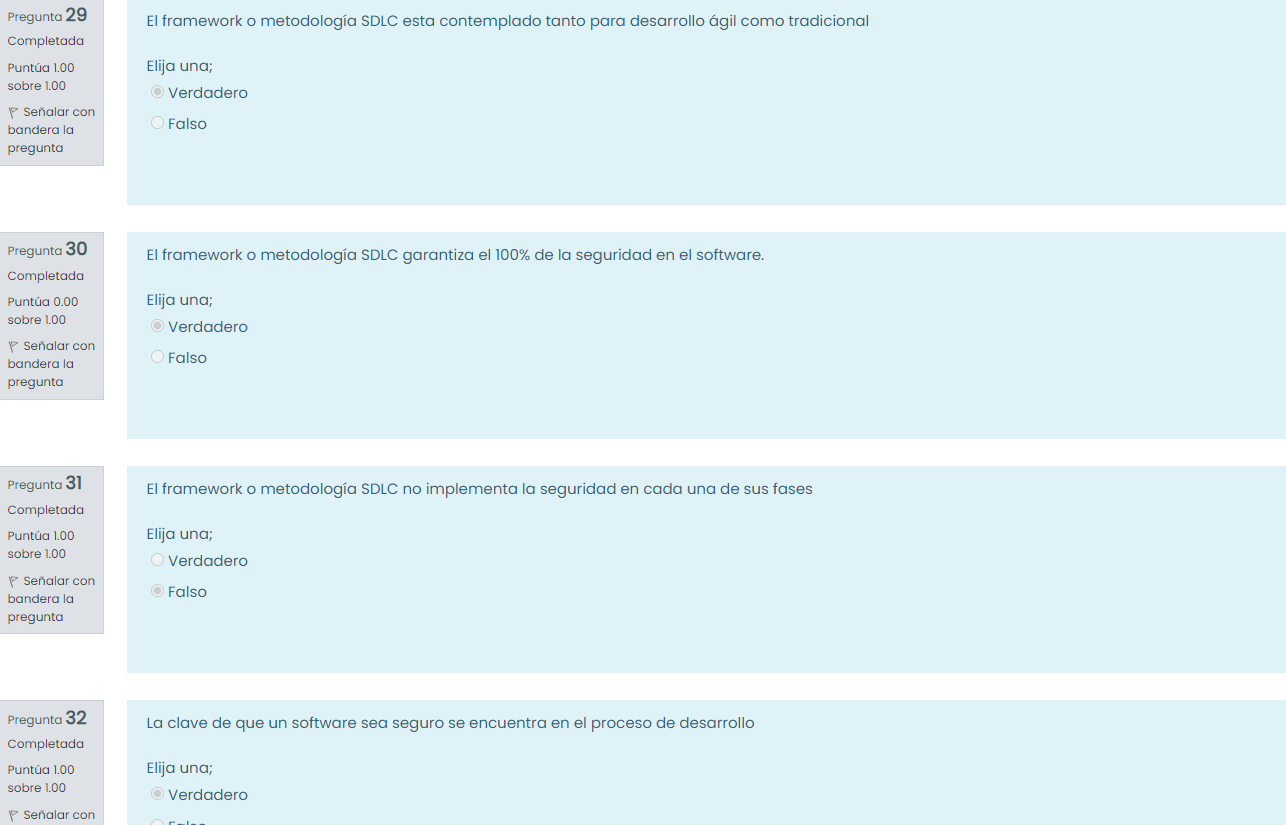 Pregunta 29
Completada
Puntúa 1.00
sobre 1.00
Señalar con
bandera la
pregunta
El framework o metodología SDLC esta contemplado tanto para desarrollo ágil como tradicional
Elija una;
Verdadero
Falso
Pregunta 30
Completada
Puntúa 0.00
sobre 1.00
Señalar con
bandera la
pregunta
El framework o metodología SDLC garantiza el 100% de la seguridad en el software.
Elija una;
Verdadero
Falso
Pregunta 31
Completada
Puntúa 1.00
sobre 1.00
Señalar con
bandera la
pregunta
El framework o metodología SDLC no implementa la seguridad en cada una de sus fases
Elija una;
Verdadero
Falso
Pregunta 32
Completada
Puntúa 1.00
sobre 1.00
Señalar con
La clave de que un software sea seguro se encuentra en el proceso de desarrollo
Elija una;
Verdadero
Falso